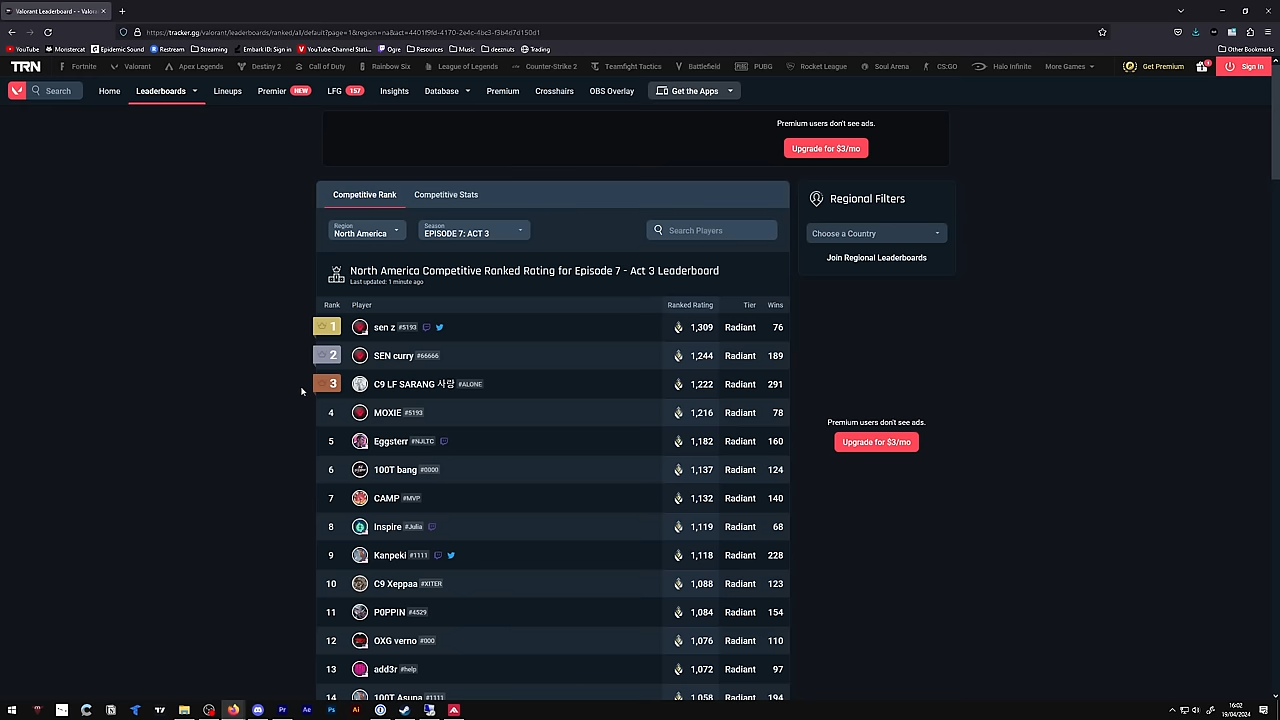 Valorant Leaderboard - - Valorant
https://tracker.gg/valorant/leaderboards/ranked/all/default?page=1&region=na&act=4401f9fd-4170-2e4c-4bc3-f3b4d7d150d1
YouTube Monstercat Epidemic Sound Restream Streaming Embark ID: Sign in YouTube Channel Stati... Ogre Resources Music deeznuts Trading Other Bookmarks
TRN Fortnite Valorant Apex Legends Destiny 2 Call of Duty Rainbow Six League of Legends Counter-Strike 2 Teamfight Tactics Battlefield PUBG Rocket League Soul Arena CS:GO Halo Infinite More Games Get Premium 1 Sign In
Search Home Leaderboards Lineups Premier NEW LFG 157 Insights Database Premium Crosshairs OBS Overlay Get the Apps
Premium users don't see ads.
Upgrade for $3/mo
Competitive Rank Competitive Stats
Region
North America
Season
EPISODE 7: ACT 3
Search Players
North America Competitive Ranked Rating for Episode 7 - Act 3 Leaderboard
Last updated: 1 minute ago
Rank Player Ranked Rating Tier Wins
1 sen z #5193 1,309 Radiant 76
2 SEN curry #66666 1,244 Radiant 189
3 C9 LF SARANG 사랑 #ALONE 1,222 Radiant 291
4 MOXIE #5193 1,216 Radiant 78
5 Eggsterr #NJLTC 1,182 Radiant 160
6 100T bang #0000 1,137 Radiant 124
7 CAMP #MVP 1,132 Radiant 140
8 Inspire #Julia 1,119 Radiant 68
9 Kanpeki #1111 1,118 Radiant 228
10 C9 Xeppaa #XITER 1,088 Radiant 123
11 P0PPIN #4529 1,084 Radiant 154
12 OXG verno #000 1,076 Radiant 110
13 add3r #help 1,072 Radiant 97
14 100T Asuna #1111 1,058 Radiant 194
Regional Filters
Choose a Country
Join Regional Leaderboards
Premium users don't see ads.
Upgrade for $3/mo
16:02
19/04/2024